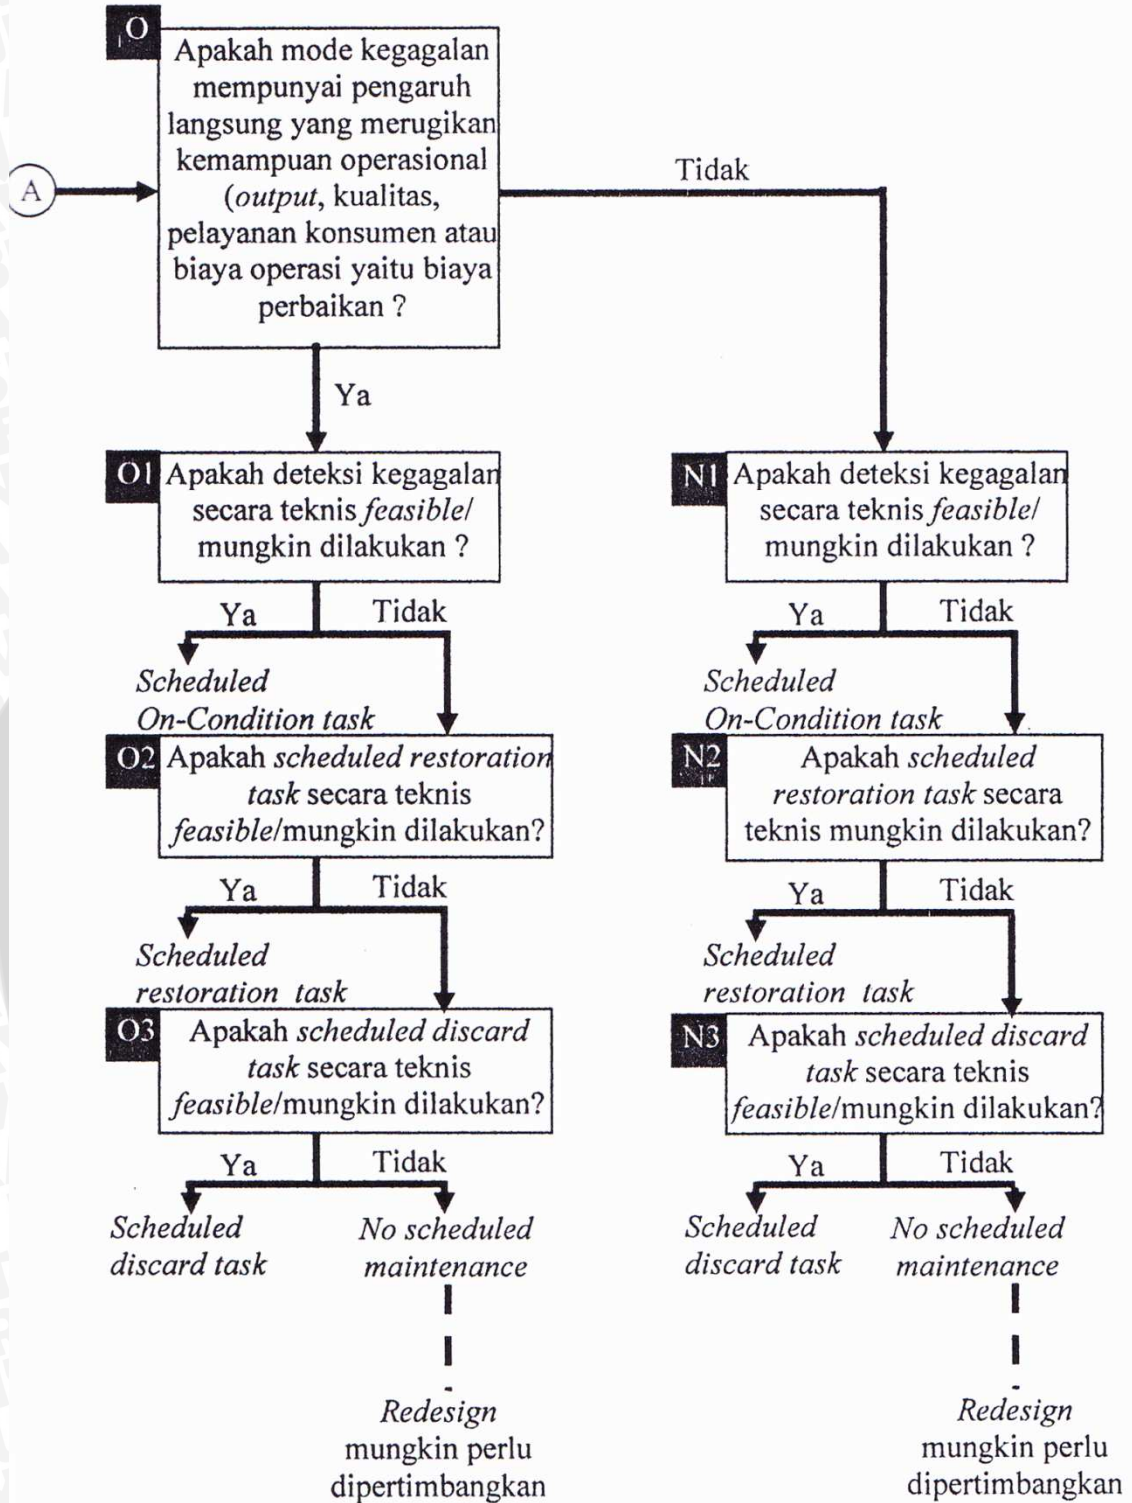 O
Apakah mode kegagalan
mempunyai pengaruh
langsung yang merugikan
kemampuan operasional
(output, kualitas,
pelayanan konsumen atau
biaya operasi yaitu biaya
perbaikan ?
A
Tidak
Ya
O1
Apakah deteksi kegagalan
secara teknis feasible/
mungkin dilakukan ?
Ya
Tidak
Scheduled
On-Condition task
O2
Apakah scheduled restoration
task secara teknis
feasible/mungkin dilakukan?
Ya
Tidak
Scheduled
restoration task
O3
Apakah scheduled discard
task secara teknis
feasible/mungkin dilakukan?
Ya
Tidak
Scheduled
discard task
No scheduled
maintenance
Redesign
mungkin perlu
dipertimbangkan
N1
Apakah deteksi kegagalan
secara teknis feasible/
mungkin dilakukan ?
Ya
Tidak
Scheduled
On-Condition task
N2
Apakah scheduled
restoration task secara
teknis mungkin dilakukan?
Ya
Tidak
Scheduled
restoration task
N3
Apakah scheduled discard
task secara teknis
feasible/mungkin dilakukan?
Ya
Tidak
Scheduled
discard task
No scheduled
maintenance
Redesign
mungkin perlu
dipertimbangkan